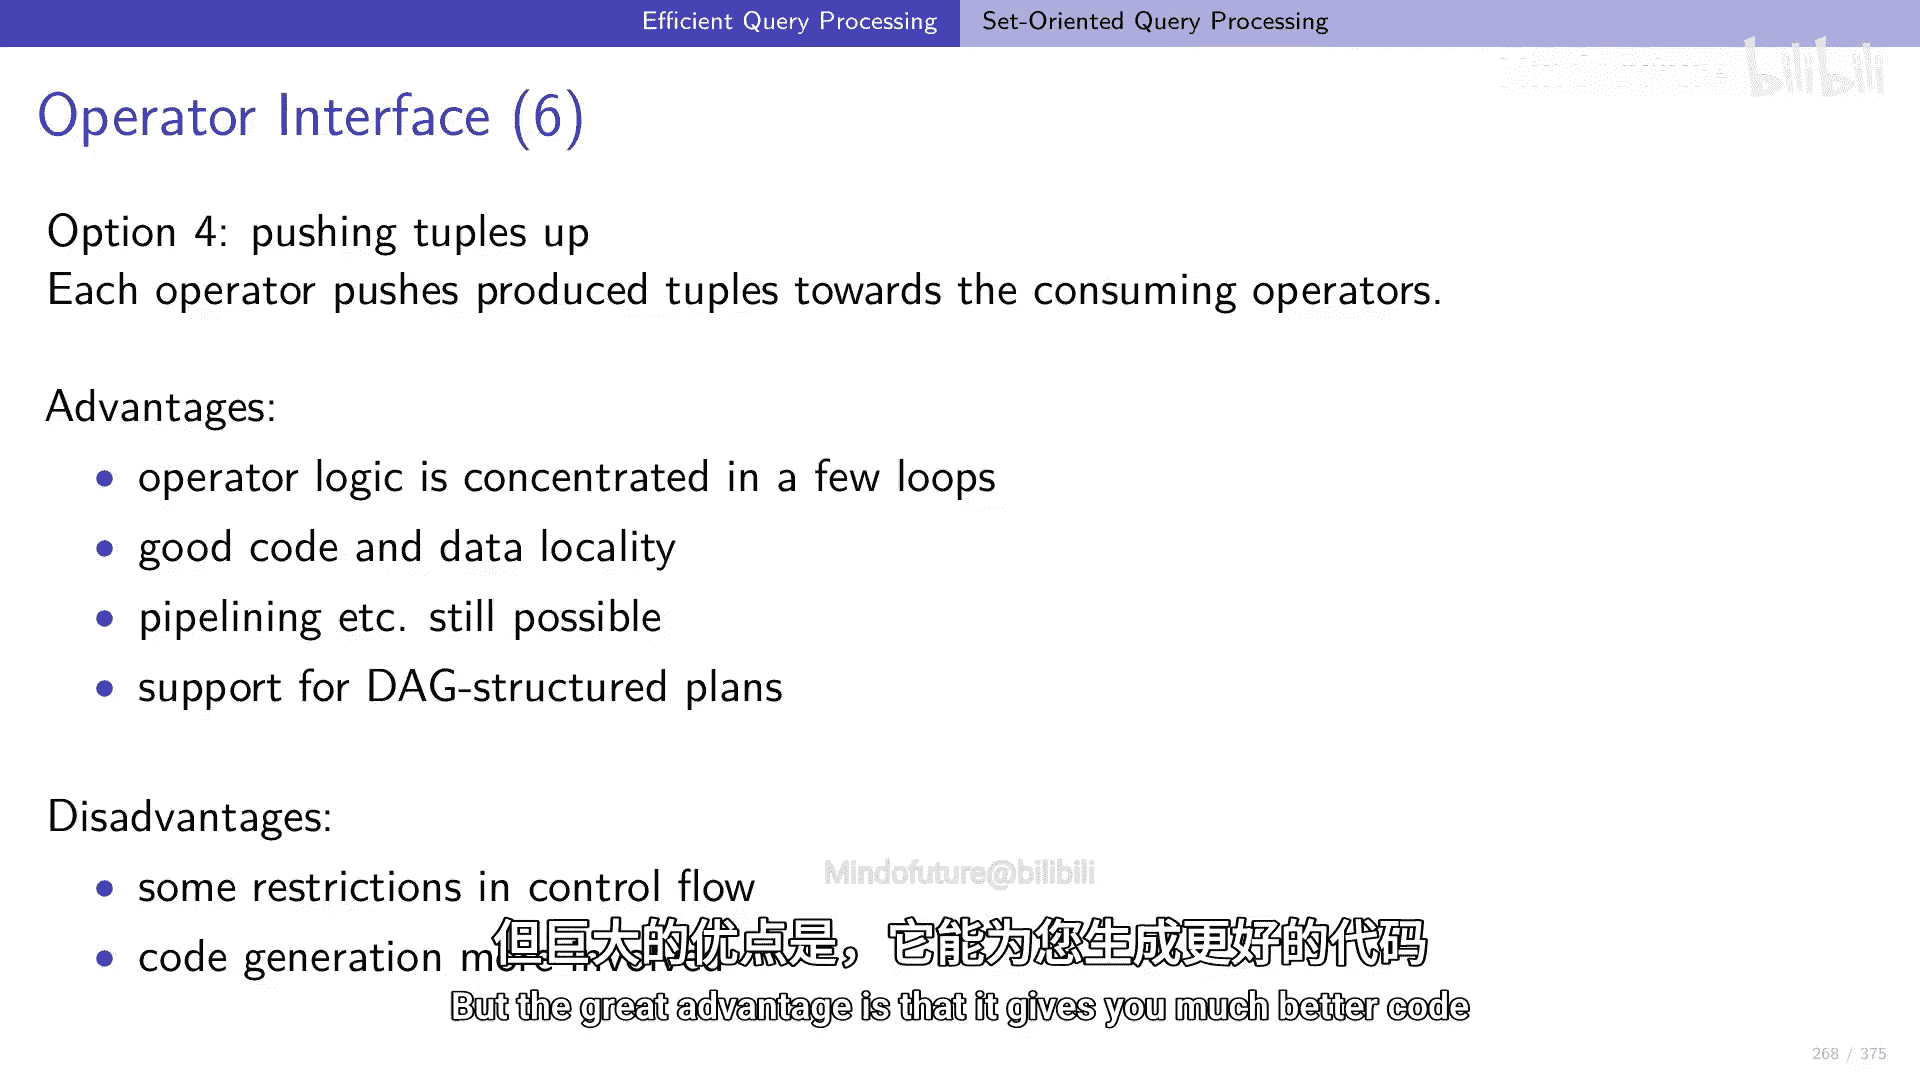 Efficient Query Processing
Set-Oriented Query Processing
bilibili
Operator Interface (6)
Option 4: pushing tuples up
Each operator pushes produced tuples towards the consuming operators.
Advantages:
operator logic is concentrated in a few loops
good code and data locality
pipelining etc. still possible
support for DAG-structured plans
Disadvantages:
some restrictions in control flow
code generation more involved
Mindofuture@bilibili
但巨大的优点是，它能为您生成更好的代码
But the great advantage is that it gives you much better code
268 / 375